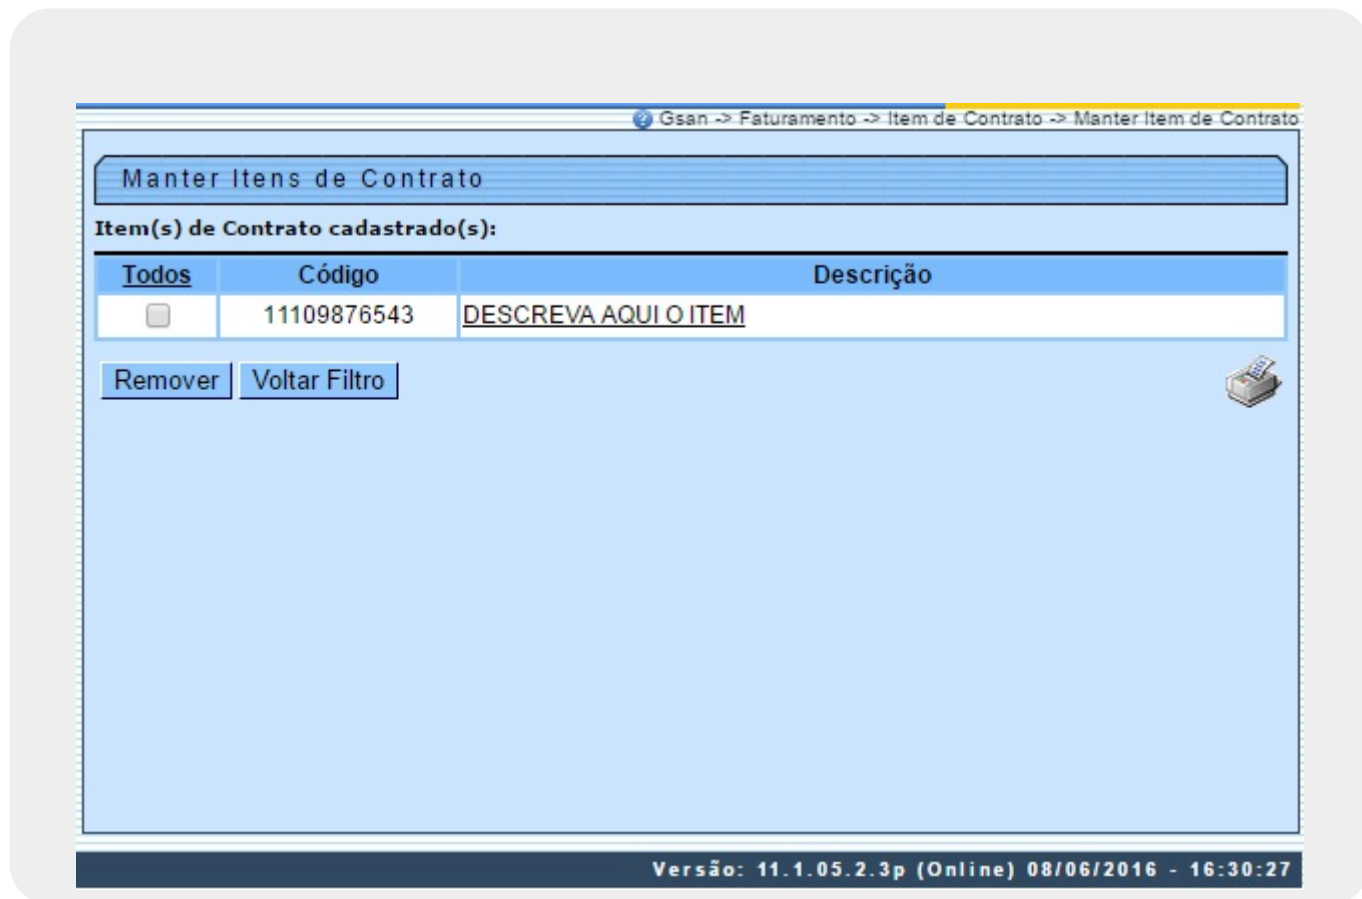 Gsan -> Faturamento -> Item de Contrato -> Manter Item de Contrato
Manter Itens de Contrato
Item(s) de Contrato cadastrado(s):
Todos Código Descrição
11109876543 DESCREVA AQUI O ITEM
Remover Voltar Filtro
Versão: 11.1.05.2.3p (Online) 08/06/2016 - 16:30:27